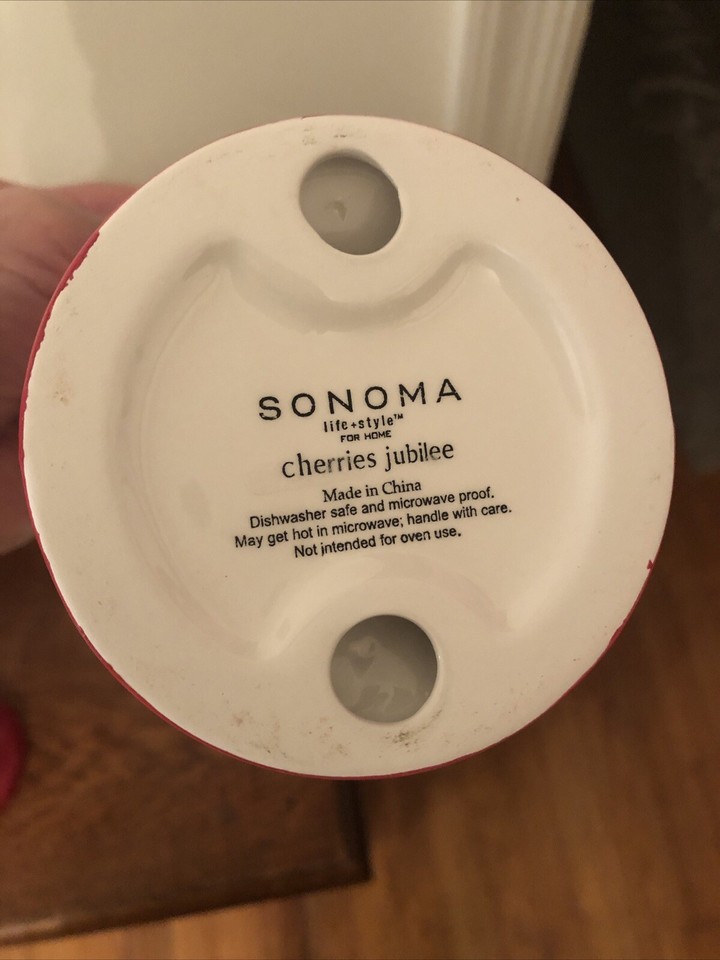 SONOMA
life+style™
FOR HOME
cherries jubilee
Made in China
Dishwasher safe and microwave proof.
May get hot in microwave; handle with care.
Not intended for oven use.